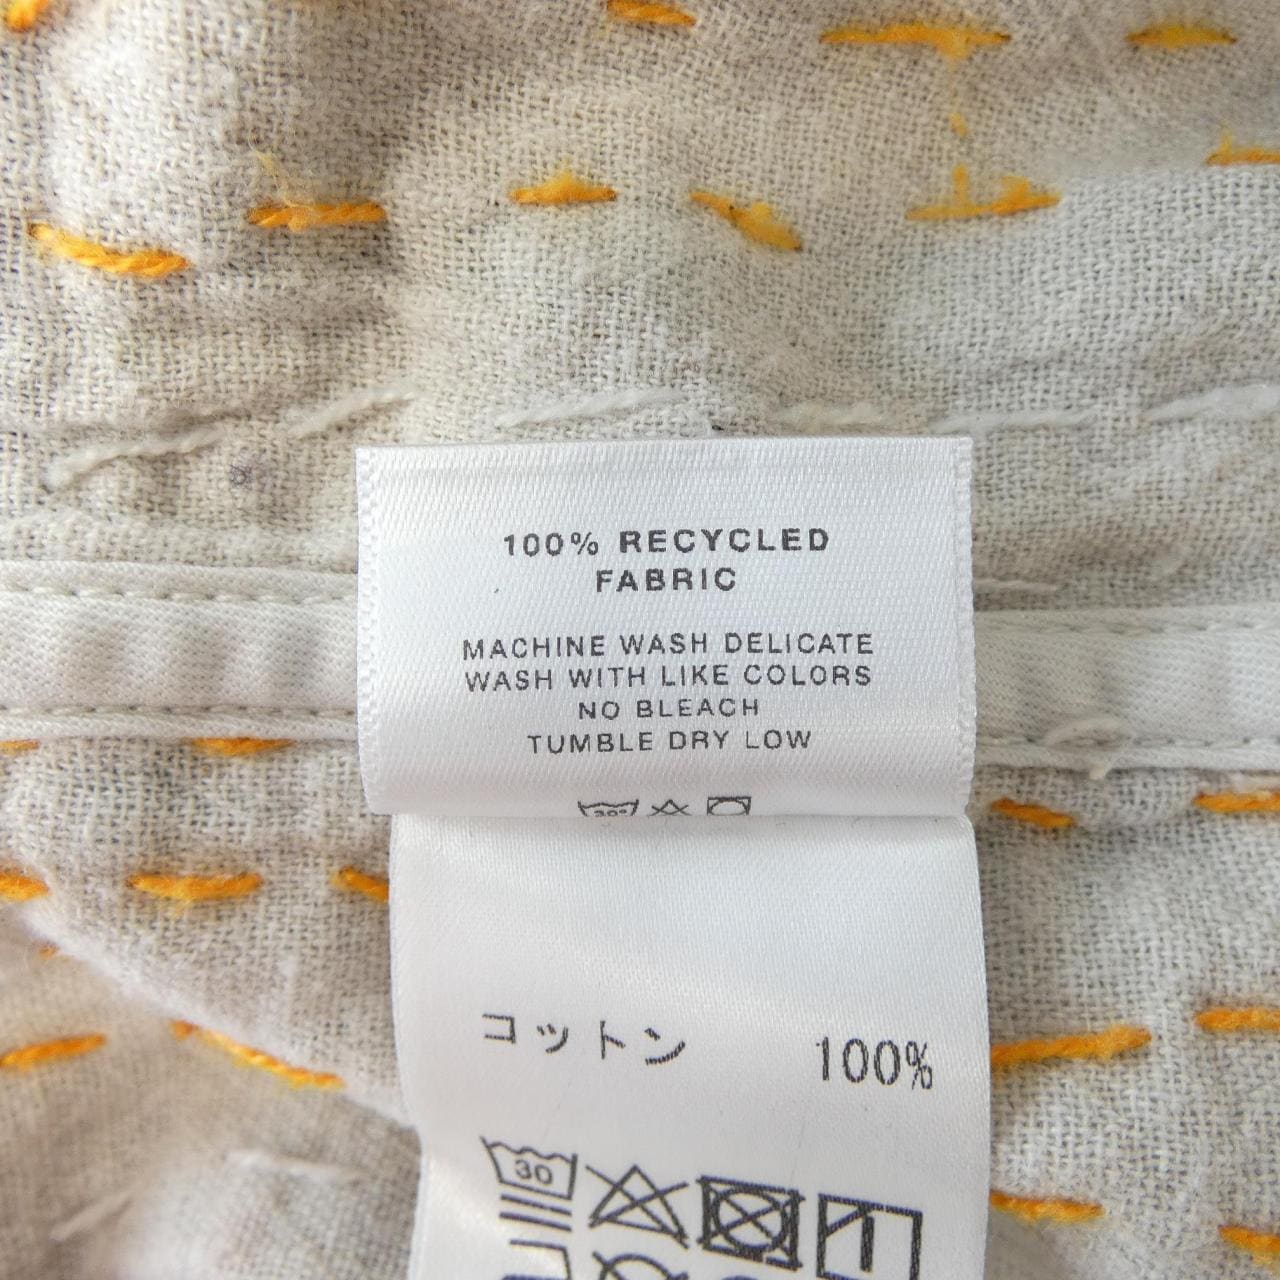 100% RECYCLED
FABRIC
MACHINE WASH DELICATE
WASH WITH LIKE COLORS
NO BLEACH
TUMBLE DRY LOW
30°
コットン 100%
30